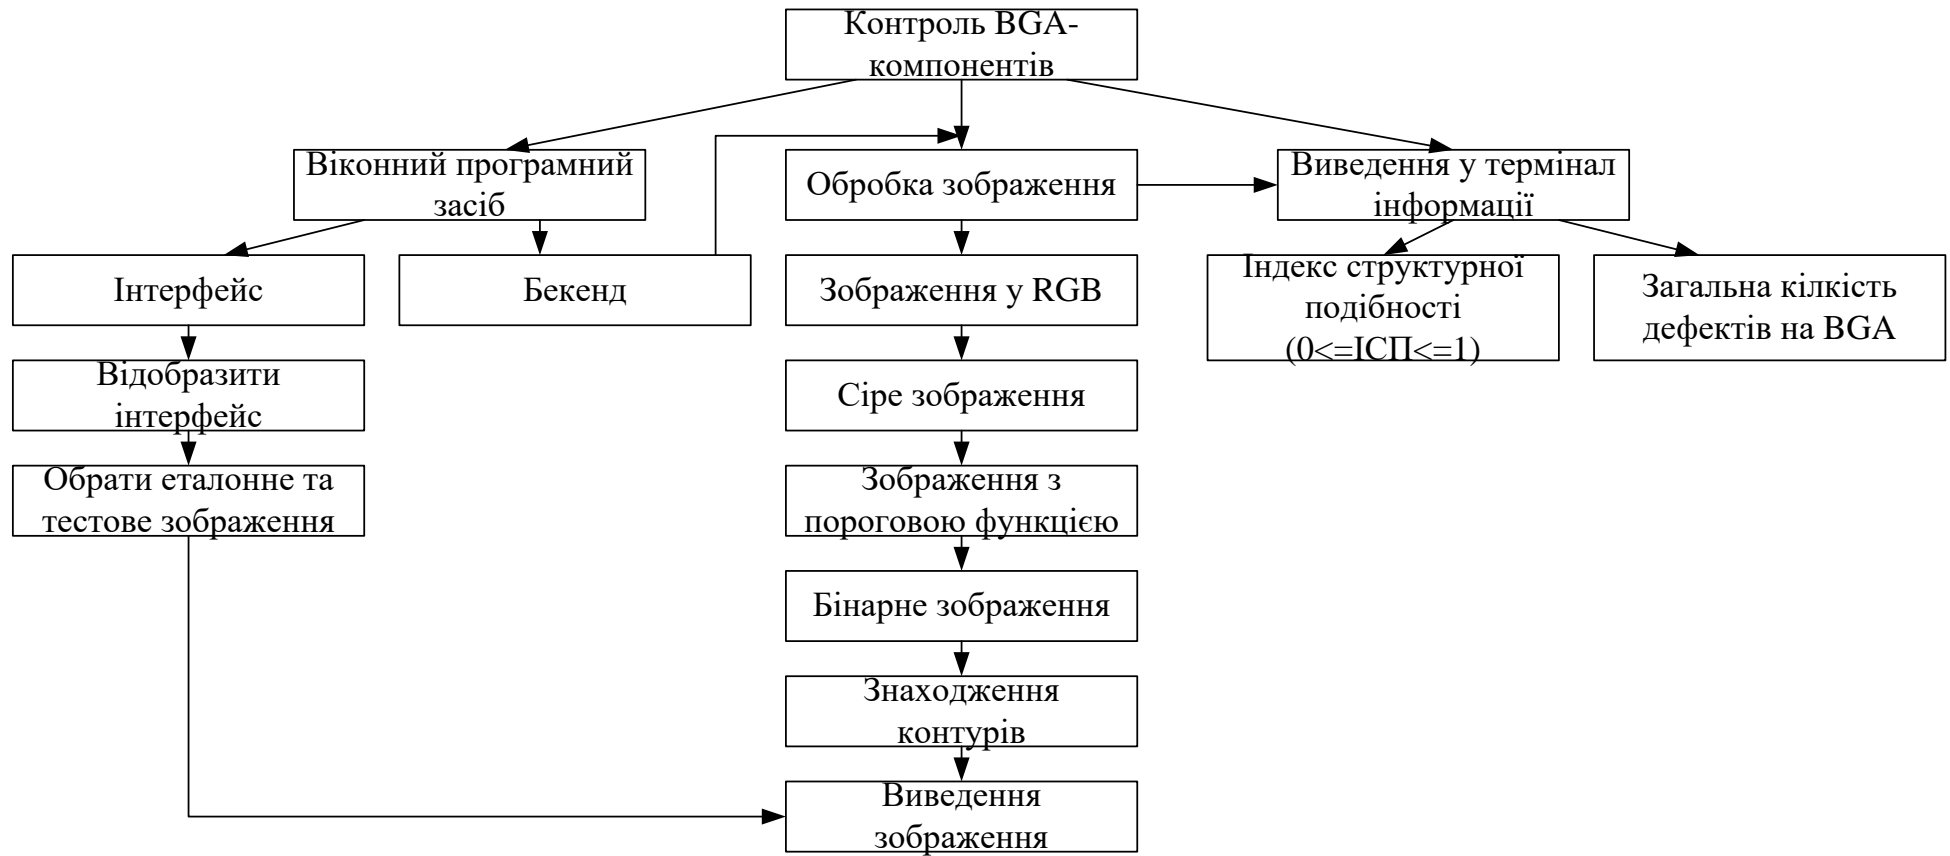 Контроль BGA-
компонентів
Віконний програмний
засіб
Обробка зображення
Виведення у термінал
інформації
Інтерфейс
Бекенд
Зображення у RGB
Індекс структурної
подібності
(0<=ІСП<=1)
Загальна кілкість
дефектів на BGA
Відобразити
інтерфейс
Сіре зображення
Обрати еталонне та
тестове зображення
Зображення з
пороговою функцією
Бінарне зображення
Знаходження
контурів
Виведення
зображення